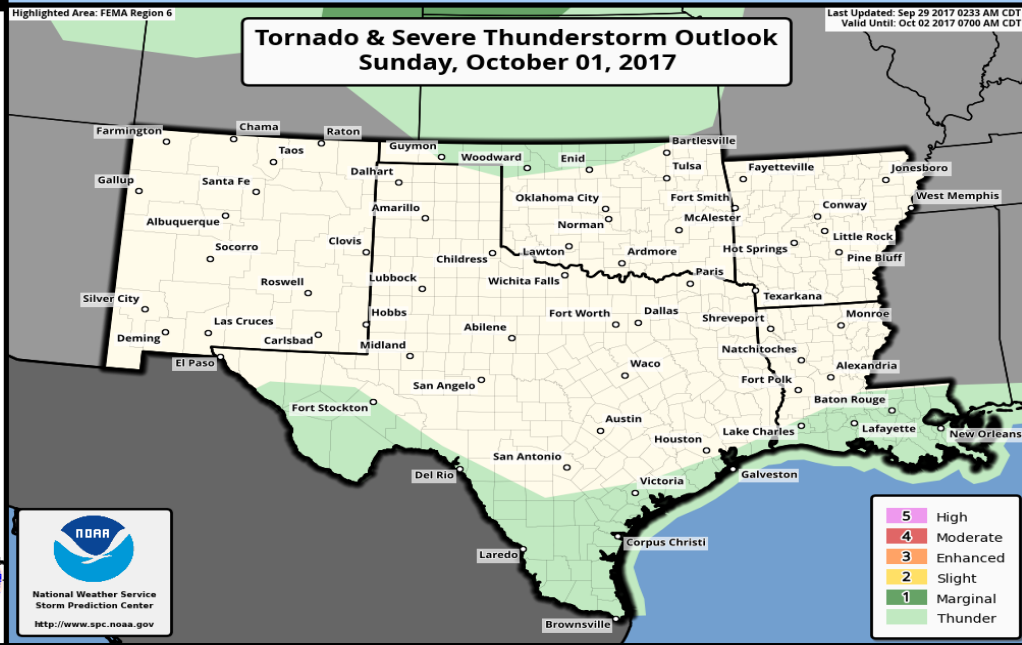 Highlighted Area: FEMA Region 6
Last Updated: Sep 29 2017 0233 AM CDT
Valid Until: Oct 02 2017 0700 AM CDT
Tornado & Severe Thunderstorm Outlook
Sunday, October 01, 2017
Farmington
Chama
Raton
Taos
Guymon
Woodward
Enid
Bartlesville
Dalhart
Tulsa
Fayetteville
Jonesboro
Gallup
Santa Fe
Oklahoma City
Fort Smith
West Memphis
Amarillo
Conway
Albuquerque
Norman
McAlester
Little Rock
Socorro
Clovis
Childress
Lawton
Ardmore
Hot Springs
Pine Bluff
Roswell
Lubbock
Wichita Falls
Paris
Silver City
Texarkana
Las Cruces
Hobbs
Abilene
Fort Worth
Dallas
Shreveport
Monroe
Deming
Carlsbad
Midland
Natchitoches
El Paso
San Angelo
Waco
Fort Polk
Alexandria
Fort Stockton
Austin
Baton Rouge
Lake Charles
Lafayette
New Orleans
Houston
San Antonio
Del Rio
Victoria
Galveston
Laredo
Corpus Christi
Brownsville
NOAA
National Weather Service
Storm Prediction Center
http://www.spc.noaa.gov
5 High
4 Moderate
3 Enhanced
2 Slight
1 Marginal
Thunder